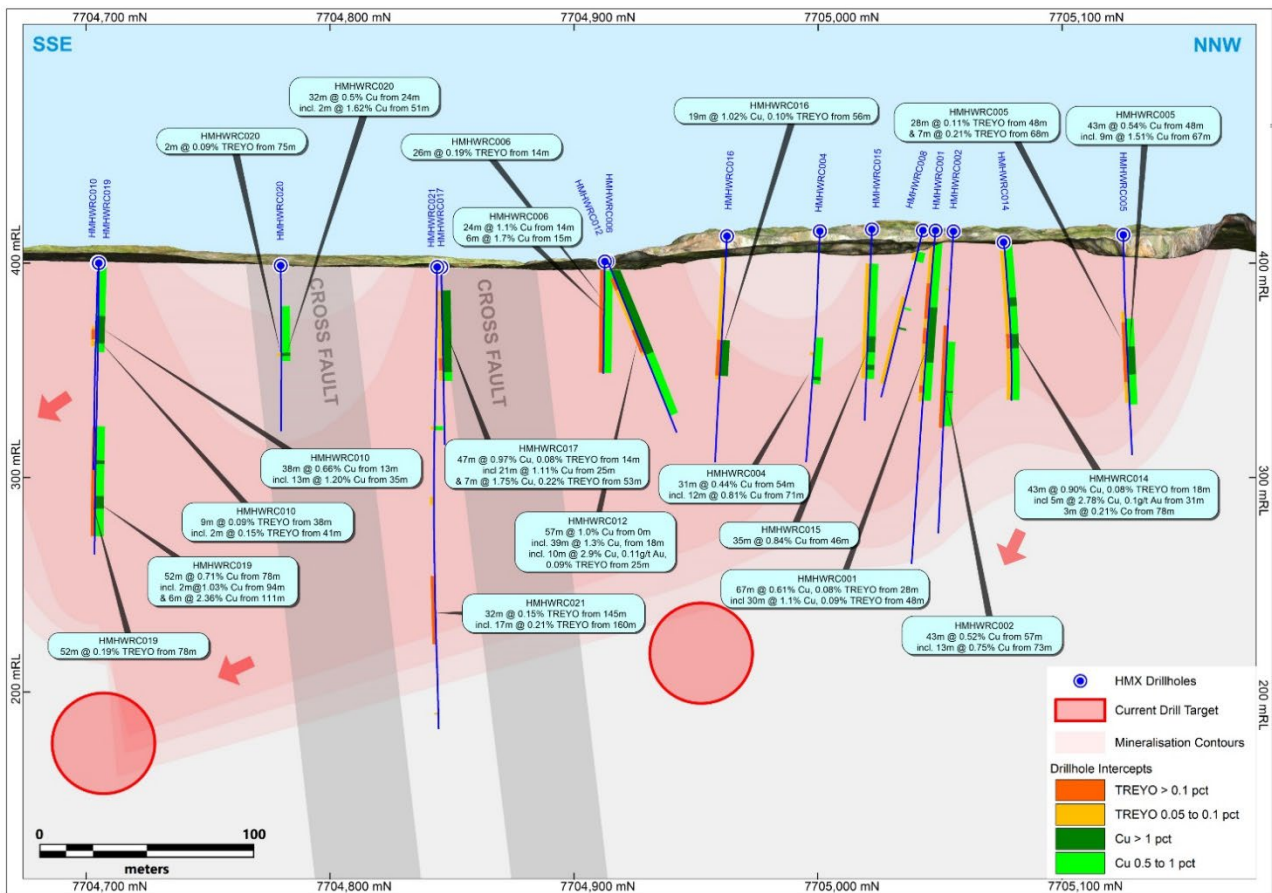 7704,700 mN
7704,800 mN
7704,900 mN
7705,000 mN
7705,100 mN
SSE
NNW
HMHWRC020
32m @ 0.5% Cu from 24m
incl. 2m @ 1.62% Cu from 51m
HMHWRC020
2m @ 0.09% TREYO from 75m
HMHWRC006
26m @ 0.19% TREYO from 14m
HMHWRC006
24m @ 1.1% Cu from 14m
6m @ 1.7% Cu from 15m
HMHWRC016
19m @ 1.02% Cu, 0.10% TREYO from 56m
HMHWRC005
28m @ 0.11% TREYO from 48m
& 7m @ 0.21% TREYO from 68m
HMHWRC005
43m @ 0.54% Cu from 48m
incl. 9m @ 1.51% Cu from 67m
HMHWRC010
HMHWRC019
HMHWRC020
HMHWRC021
HMHWRC017
HMHWRC012
HMHWRC006
HMHWRC016
HMHWRC004
HMHWRC015
HMHWRC008
HMHWRC001
HMHWRC002
HMHWRC014
HMHWRC005
400 mRL
400 mRL
CROSS FAULT
CROSS FAULT
300 mRL
300 mRL
HMHWRC010
38m @ 0.66% Cu from 13m
incl. 13m @ 1.20% Cu from 35m
HMHWRC010
9m @ 0.09% TREYO from 38m
incl. 2m @ 0.15% TREYO from 41m
HMHWRC019
52m @ 0.71% Cu from 78m
incl. 2m@1.03% Cu from 94m
& 6m @ 2.36% Cu from 111m
HMHWRC019
52m @ 0.19% TREYO from 78m
HMHWRC017
47m @ 0.97% Cu, 0.08% TREYO from 14m
incl 21m @ 1.11% Cu from 25m
& 7m @ 1.75% Cu, 0.22% TREYO from 53m
HMHWRC012
57m @ 1.0% Cu from 0m
incl. 39m @ 1.3% Cu, from 18m
incl. 10m @ 2.9% Cu, 0.11g/t Au,
0.09% TREYO from 25m
HMHWRC021
32m @ 0.15% TREYO from 145m
incl. 17m @ 0.21% TREYO from 160m
HMHWRC004
31m @ 0.44% Cu from 54m
incl. 12m @ 0.81% Cu from 71m
HMHWRC015
35m @ 0.84% Cu from 46m
HMHWRC001
67m @ 0.61% Cu, 0.08% TREYO from 28m
incl 30m @ 1.1% Cu, 0.09% TREYO from 48m
HMHWRC002
43m @ 0.52% Cu from 57m
incl. 13m @ 0.75% Cu from 73m
HMHWRC014
43m @ 0.90% Cu, 0.08% TREYO from 18m
incl 5m @ 2.78% Cu, 0.1g/t Au from 31m
3m @ 0.21% Co from 78m
200 mRL
200 mRL
HMX Drillholes
Current Drill Target
Mineralisation Contours
Drillhole Intercepts
TREYO > 0.1 pct
TREYO 0.05 to 0.1 pct
Cu > 1 pct
Cu 0.5 to 1 pct
0
100
meters
7704,700 mN
7704,800 mN
7704,900 mN
7705,000 mN
7705,100 mN